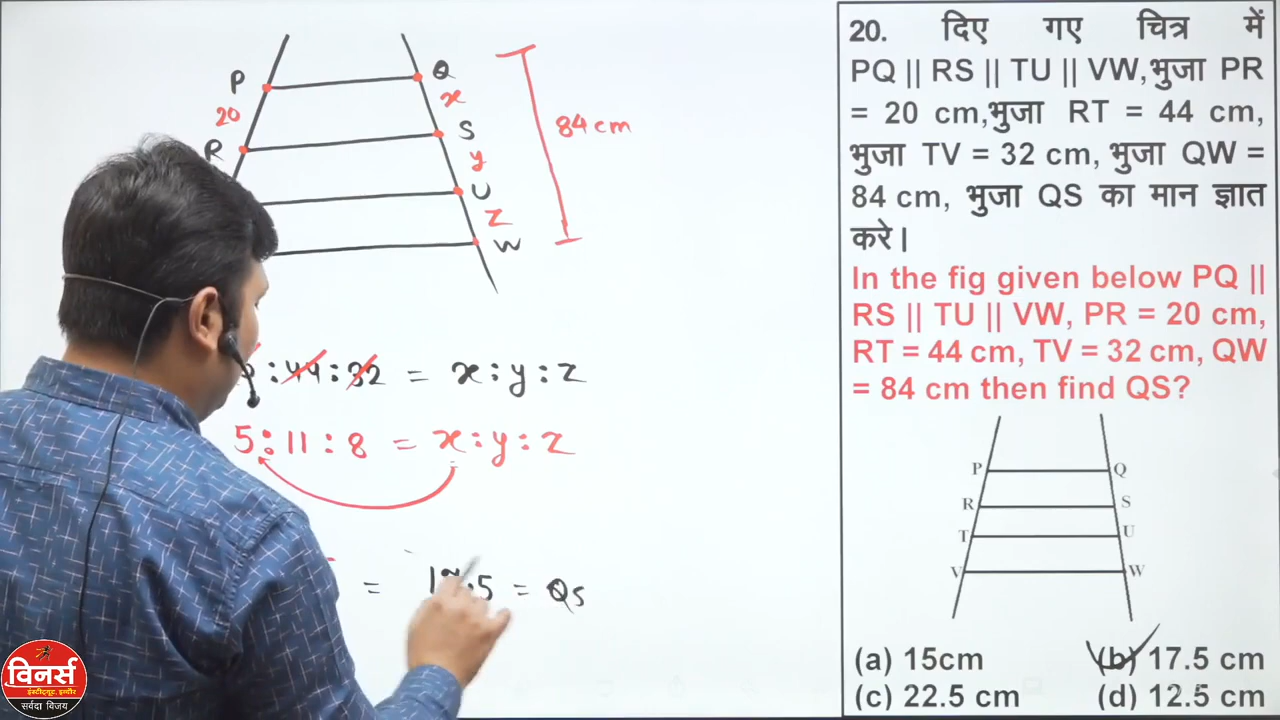 P
Q
20
x
84 cm
R
S
y
U
z
W
: 44 : 32 = x : y : z
5 : 11 : 8 = x : y : z
= 17.5 = QS
20. दिए गए चित्र में
PQ || RS || TU || VW,भुजा PR
= 20 cm,भुजा RT = 44 cm,
भुजा TV = 32 cm, भुजा QW =
84 cm, भुजा QS का मान ज्ञात
करे।
In the fig given below PQ ||
RS || TU || VW, PR = 20 cm,
RT = 44 cm, TV = 32 cm, QW
= 84 cm then find QS?
P
Q
R
S
T
U
V
W
(a) 15cm
(b) 17.5 cm
(c) 22.5 cm
(d) 12.5 cm
विनर्स
इंस्टीट्यूट, इन्दौर
सर्वदा विजय